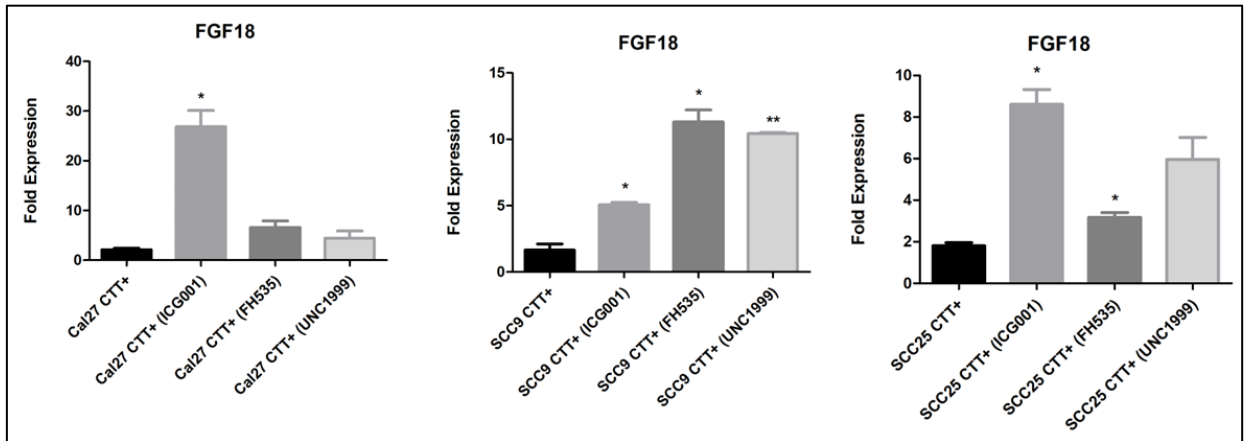 FGF18
Fold Expression
40
30
20
10
0
*
Cal27 CTT+
Cal27 CTT+ (ICG001)
Cal27 CTT+ (FH535)
Cal27 CTT+ (UNC1999)
FGF18
Fold Expression
15
10
5
0
*
*
**
SCC9 CTT+
SCC9 CTT+ (ICG001)
SCC9 CTT+ (FH535)
SCC9 CTT+ (UNC1999)
FGF18
Fold Expression
10
8
6
4
2
0
*
*
SCC25 CTT+
SCC25 CTT+ (ICG001)
SCC25 CTT+ (FH535)
SCC25 CTT+ (UNC1999)